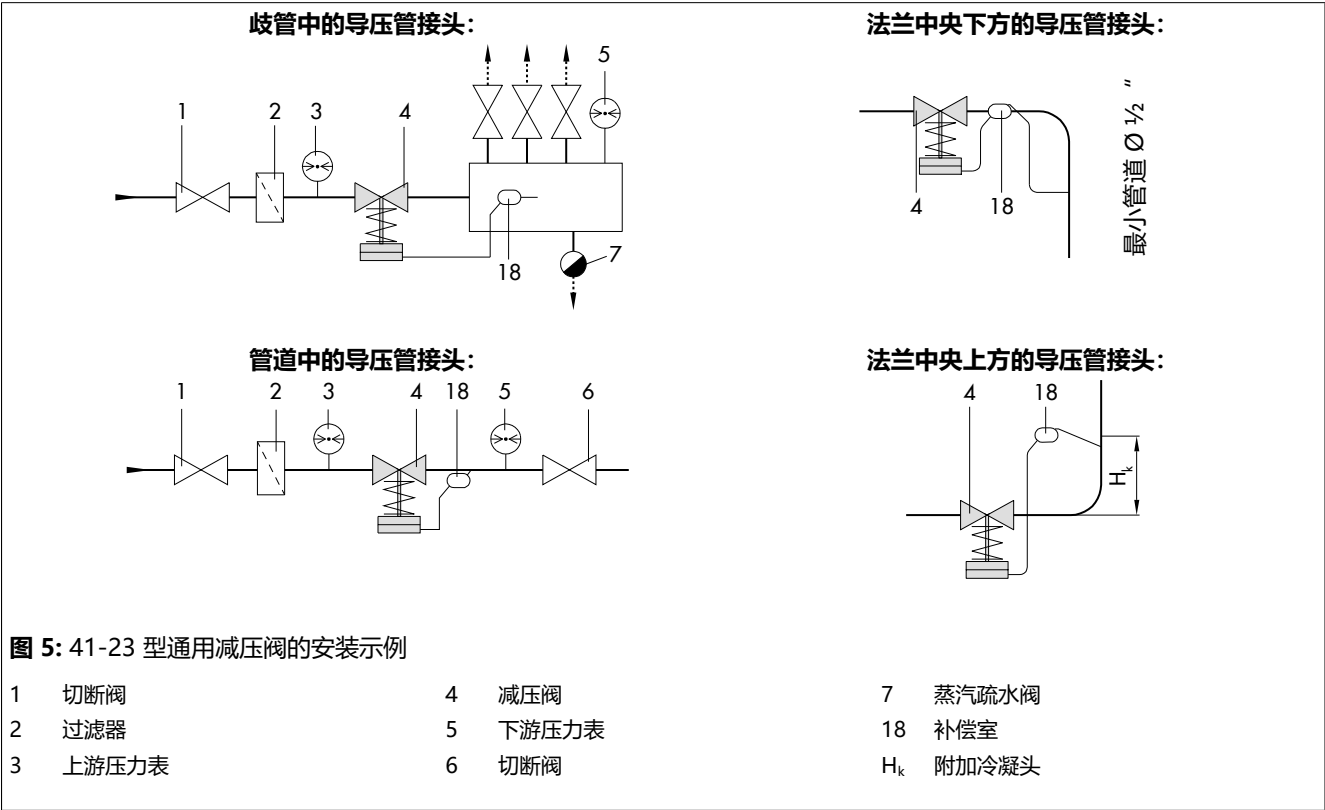 歧管中的导压管接头：
1 2 3 4 5
18
7
法兰中央下方的导压管接头：
4 18
最小管道 Ø ½ “
管道中的导压管接头：
1 2 3 4 18 5 6
法兰中央上方的导压管接头：
4 18
Hk
图 5: 41-23 型通用减压阀的安装示例
1 切断阀
2 过滤器
3 上游压力表
4 减压阀
5 下游压力表
6 切断阀
7 蒸汽疏水阀
18 补偿室
Hk 附加冷凝头